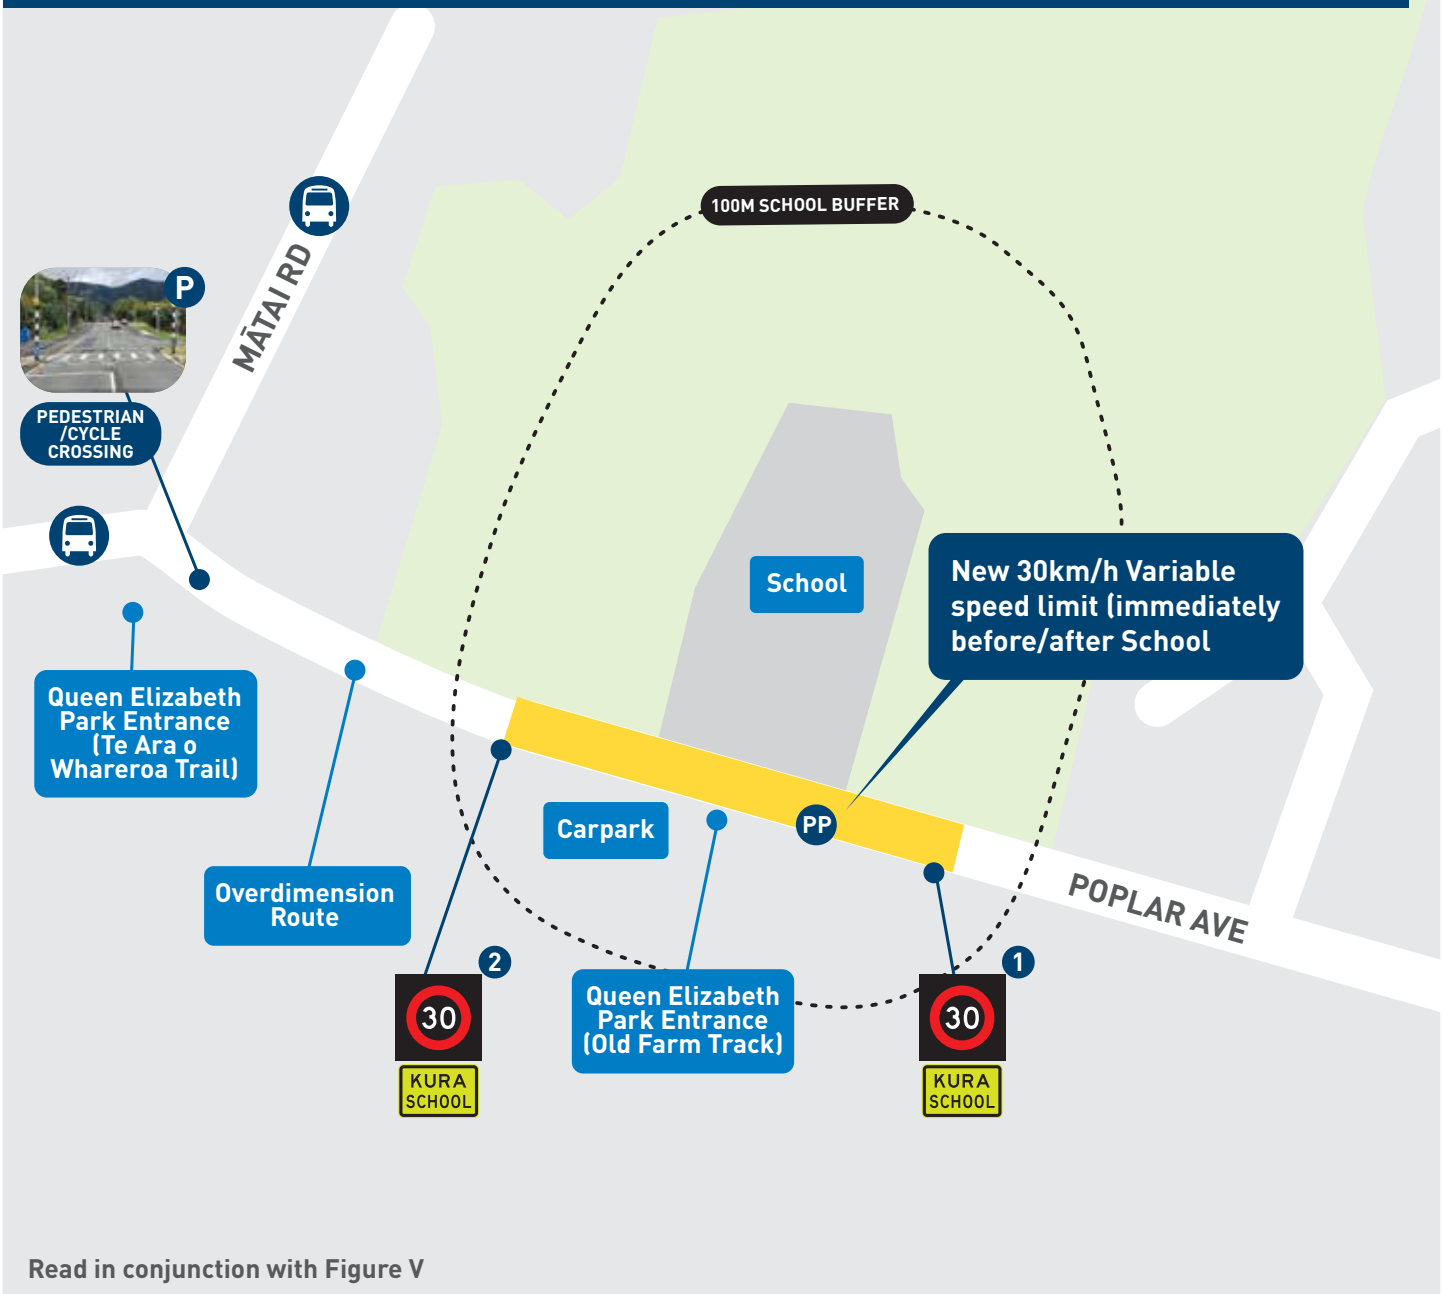 100M SCHOOL BUFFER
MĀTAI RD
P
PEDESTRIAN
/CYCLE
CROSSING
School
New 30km/h Variable
speed limit (immediately
before/after School
Queen Elizabeth
Park Entrance
(Te Ara o
Whareroa Trail)
Carpark
PP
Overdimension
Route
POPLAR AVE
2
30
KURA
SCHOOL
Queen Elizabeth
Park Entrance
(Old Farm Track)
1
30
KURA
SCHOOL
Read in conjunction with Figure V